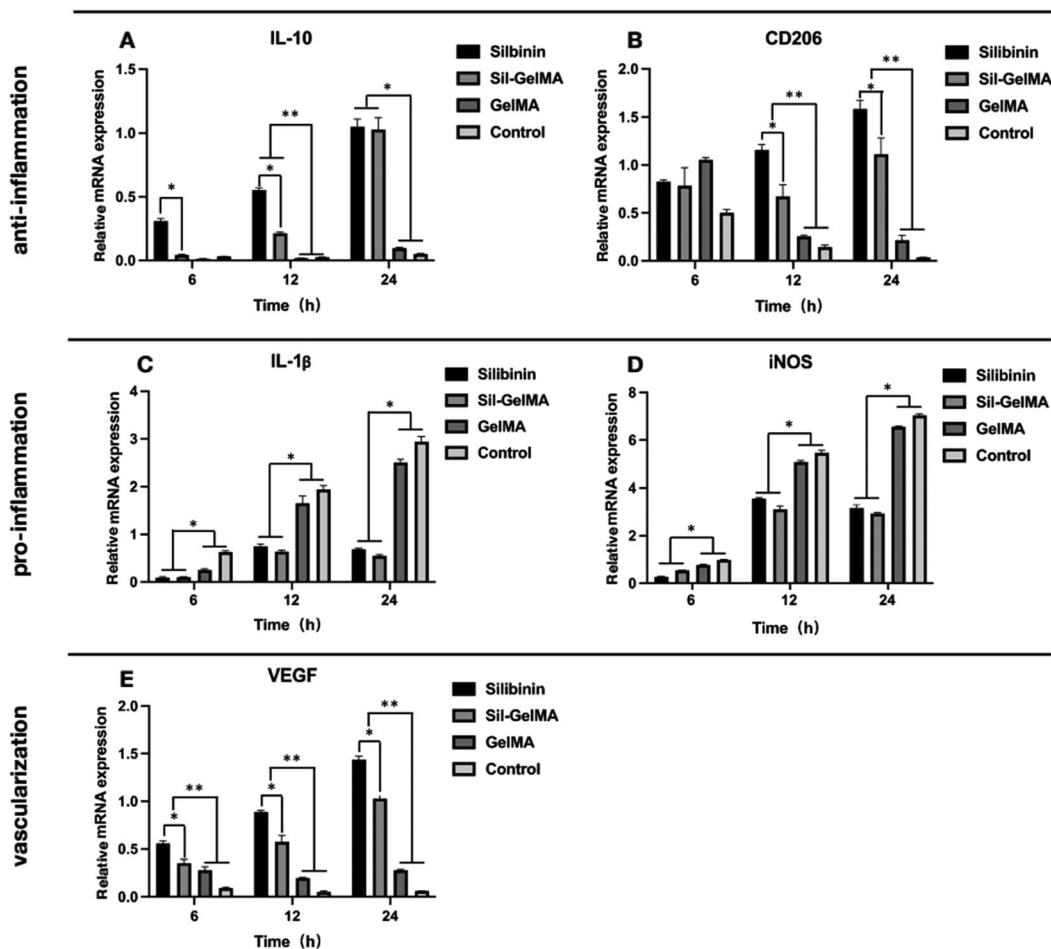 anti-inflammation
A
IL-10
Relative mRNA expression
1.5
1.0
0.5
0.0
*
*
**
*
6
12
24
Time (h)
Silbinin
Sil-GelMA
GelMA
Control
B
CD206
Relative mRNA expression
2.0
1.5
1.0
0.5
0.0
*
**
*
**
6
12
24
Time (h)
Silibinin
Sil-GelMA
GelMA
Control
pro-inflammation
C
IL-1β
Relative mRNA expression
4
3
2
1
0
*
*
*
6
12
24
Time (h)
Silibinin
Sil-GelMA
GelMA
Control
D
iNOS
Relative mRNA expression
8
6
4
2
0
*
*
*
6
12
24
Time (h)
Silibinin
Sil-GelMA
GelMA
Control
vascularization
E
VEGF
Relative mRNA expression
2.0
1.5
1.0
0.5
0.0
*
**
*
**
*
**
6
12
24
Time (h)
Silibinin
Sil-GelMA
GelMA
Control